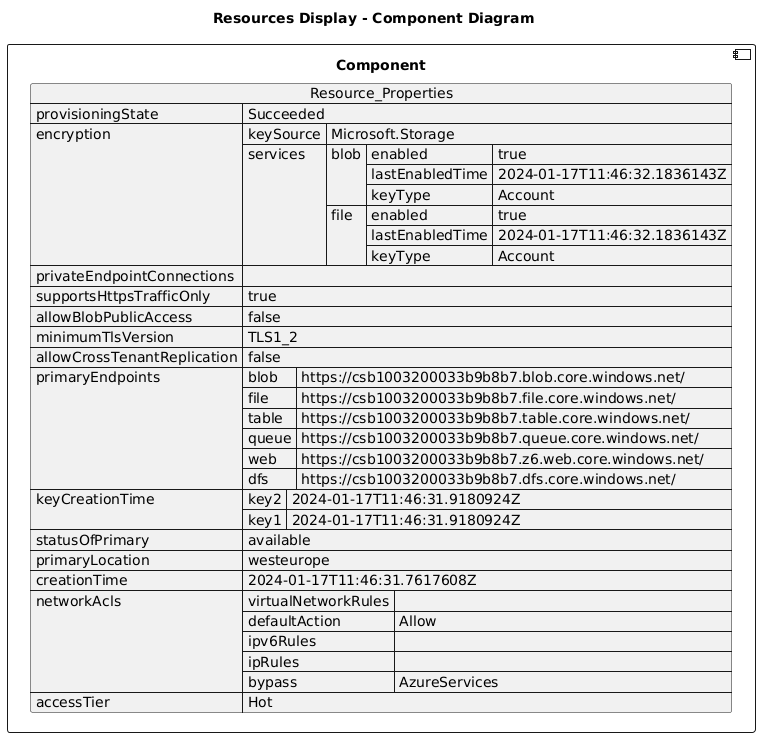 Resources Display - Component Diagram
Component
Resource_Properties
provisioningState Succeeded
encryption keySource Microsoft.Storage
services blob enabled true
lastEnabledTime 2024-01-17T11:46:32.1836143Z
keyType Account
file enabled true
lastEnabledTime 2024-01-17T11:46:32.1836143Z
keyType Account
privateEndpointConnections
supportsHttpsTrafficOnly true
allowBlobPublicAccess false
minimumTlsVersion TLS1_2
allowCrossTenantReplication false
primaryEndpoints blob https://csb1003200033b9b8b7.blob.core.windows.net/
file https://csb1003200033b9b8b7.file.core.windows.net/
table https://csb1003200033b9b8b7.table.core.windows.net/
queue https://csb1003200033b9b8b7.queue.core.windows.net/
web https://csb1003200033b9b8b7.z6.web.core.windows.net/
dfs https://csb1003200033b9b8b7.dfs.core.windows.net/
keyCreationTime key2 2024-01-17T11:46:31.9180924Z
key1 2024-01-17T11:46:31.9180924Z
statusOfPrimary available
primaryLocation westeurope
creationTime 2024-01-17T11:46:31.7617608Z
networkAcls virtualNetworkRules
defaultAction Allow
ipv6Rules
ipRules
bypass AzureServices
accessTier Hot